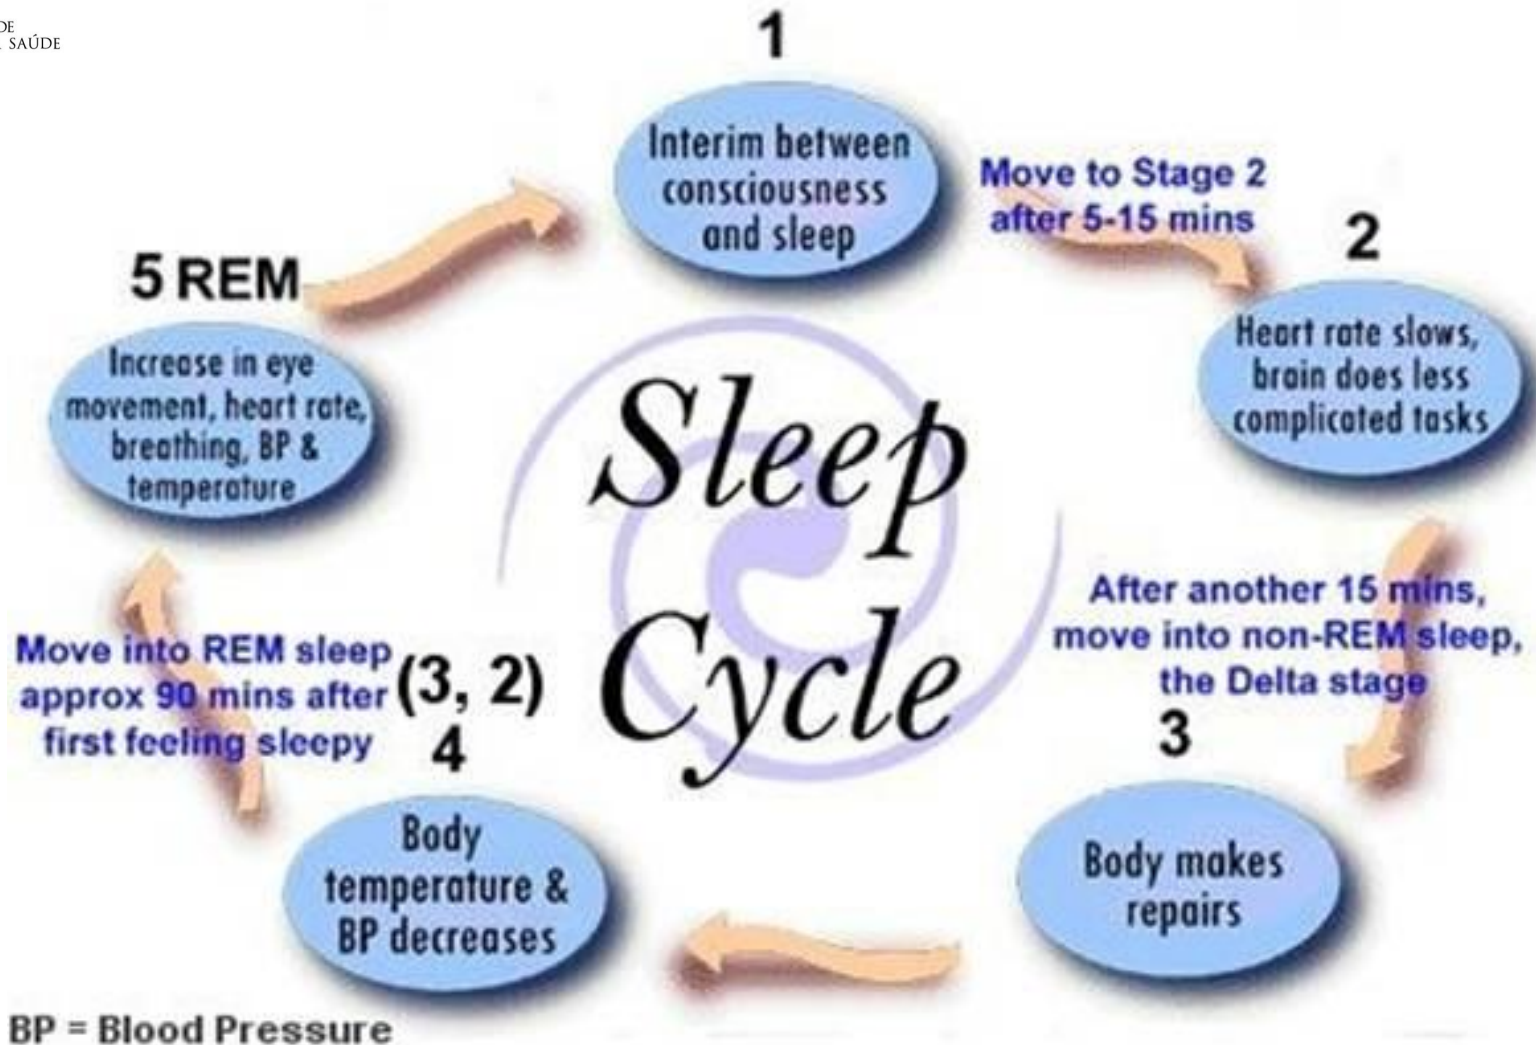 DE
SAÚDE
1
Interim between
consciousness
and sleep
Move to Stage 2
after 5-15 mins
2
Heart rate slows,
brain does less
complicated tasks
After another 15 mins,
move into non-REM sleep,
the Delta stage
3
Body makes
repairs
(3, 2)
4
Body
temperature &
BP decreases
Move into REM sleep
approx 90 mins after
first feeling sleepy
5 REM
Increase in eye
movement, heart rate,
breathing, BP &
temperature
Sleep
Cycle
BP = Blood Pressure